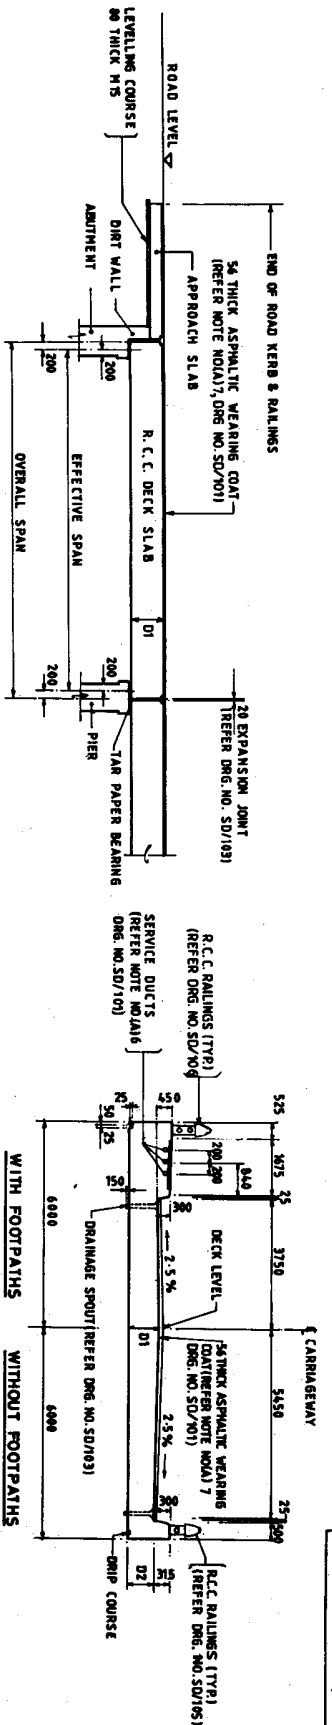 END OF ROAD KERB & RAILINGS
56 THICK ASPHALTIC WEARING COAT
(REFER NOTE NO(A)7, DRG NO.SD/101)
20 EXPANSION JOINT
(REFER DRG.NO. SD/103)
ROAD LEVEL
APPROACH SLAB
LEVELLING COURSE
80 THICK M15
DIRT WALL
ABUTMENT
R.C.C. DECK SLAB
D1
TAR PAPER BEARING
PIER
200
200
200
200
EFFECTIVE SPAN
OVERALL SPAN
℄ CARRIAGEWAY
525
1675
25
3750
5450
25
500
840
200
200
R.C.C. RAILINGS (TYP.)
(REFER DRG. NO. SD/106)
SERVICE DUCTS
(REFER NOTE NO.(A)6
DRG. NO.SD/101)
DECK LEVEL
56 THICK ASPHALTIC WEARING
COAT(REFER NOTE NO(A) 7
DRG. NO.SD/101)
R.C.C. RAILINGS (TYP.)
(REFER DRG. NO.SD/105)
450
300
2.5 %
2.5 %
300
315
D2
D1
150
25
50
25
DRAINAGE SPOUT(REFER DRG. NO.SD/103)
DRIP COURSE
6000
6000
WITH FOOTPATHS
WITHOUT FOOTPATHS